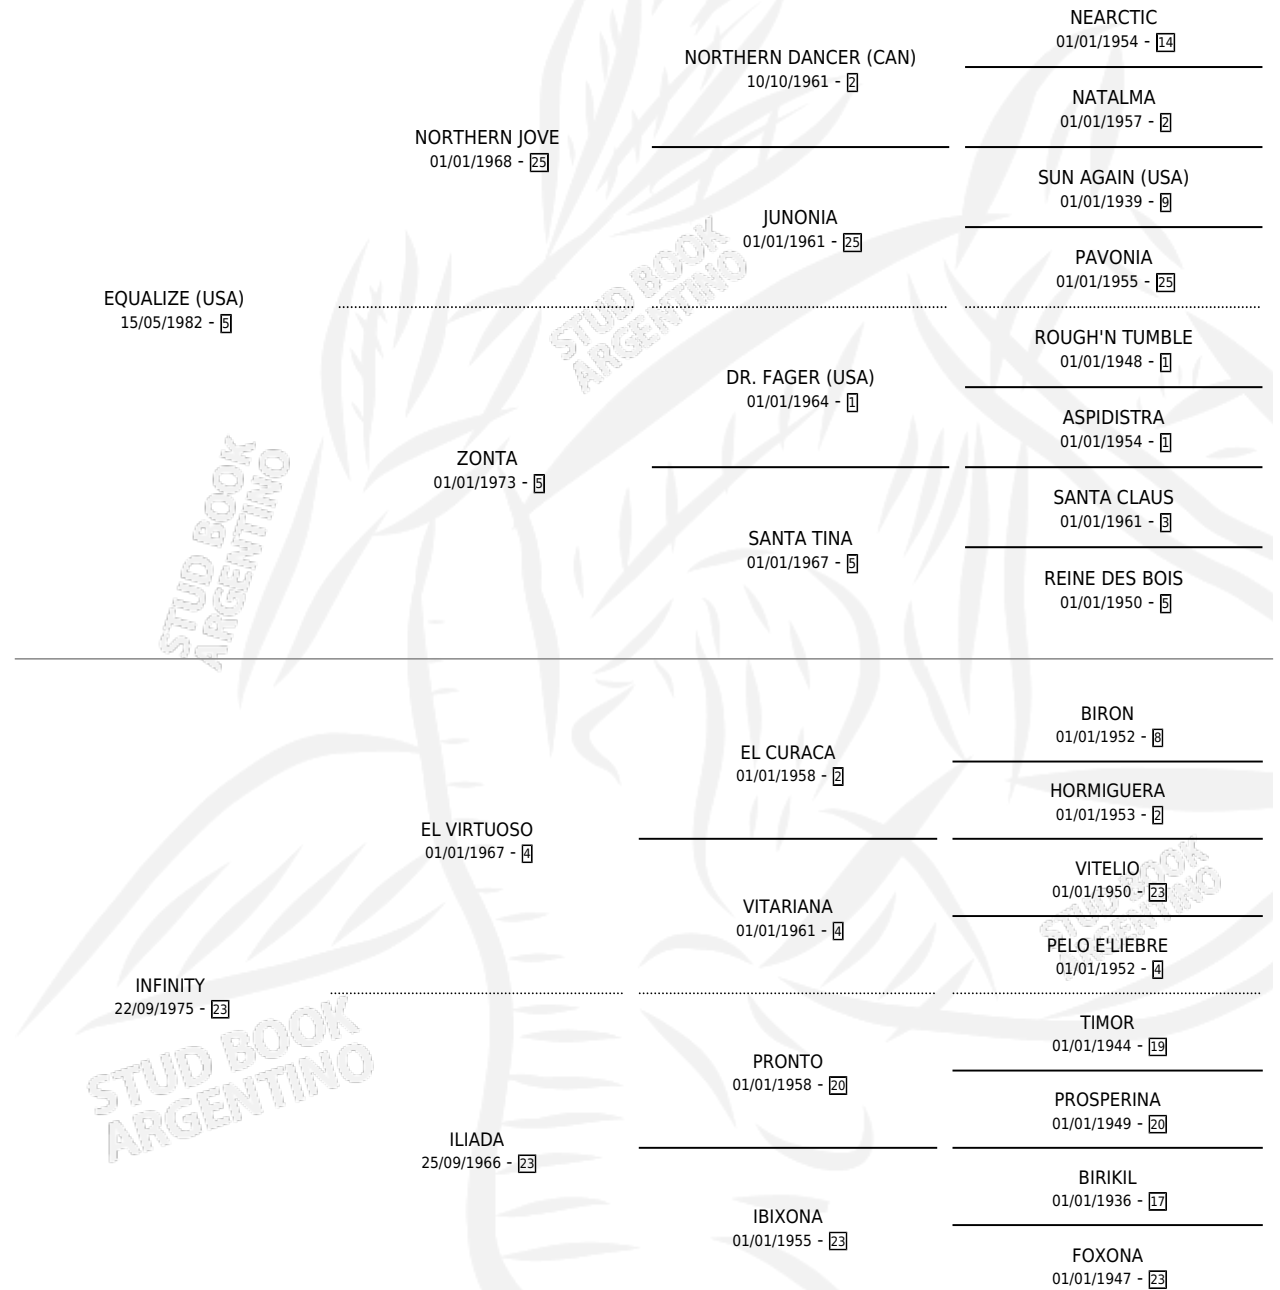 NEARCTIC
01/01/1954 - 14
NORTHERN DANCER (CAN)
10/10/1961 - 2
NATALMA
01/01/1957 - 2
NORTHERN JOVE
01/01/1968 - 25
SUN AGAIN (USA)
01/01/1939 - 9
JUNONIA
01/01/1961 - 25
PAVONIA
01/01/1955 - 25
EQUALIZE (USA)
15/05/1982 - 5
STUD BOOK
ARGENTINO
ROUGH'N TUMBLE
01/01/1948 - 1
DR. FAGER (USA)
01/01/1964 - 1
ASPIDISTRA
01/01/1954 - 1
ZONTA
01/01/1973 - 5
SANTA CLAUS
01/01/1961 - 3
SANTA TINA
01/01/1967 - 5
REINE DES BOIS
01/01/1950 - 5
STUD BOOK
ARGENTINO
BIRON
01/01/1952 - 8
EL CURACA
01/01/1958 - 2
HORMIGUERA
01/01/1953 - 2
EL VIRTUOSO
01/01/1967 - 4
VITELIO
01/01/1950 - 23
VITARIANA
01/01/1961 - 4
STUD BOOK
ARGENTINO
PELO E'LIEBRE
01/01/1952 - 4
INFINITY
22/09/1975 - 23
STUD BOOK
ARGENTINO
TIMOR
01/01/1944 - 19
PRONTO
01/01/1958 - 20
PROSPERINA
01/01/1949 - 20
ILIADA
25/09/1966 - 23
BIRIKIL
01/01/1936 - 17
IBIXONA
01/01/1955 - 23
FOXONA
01/01/1947 - 23